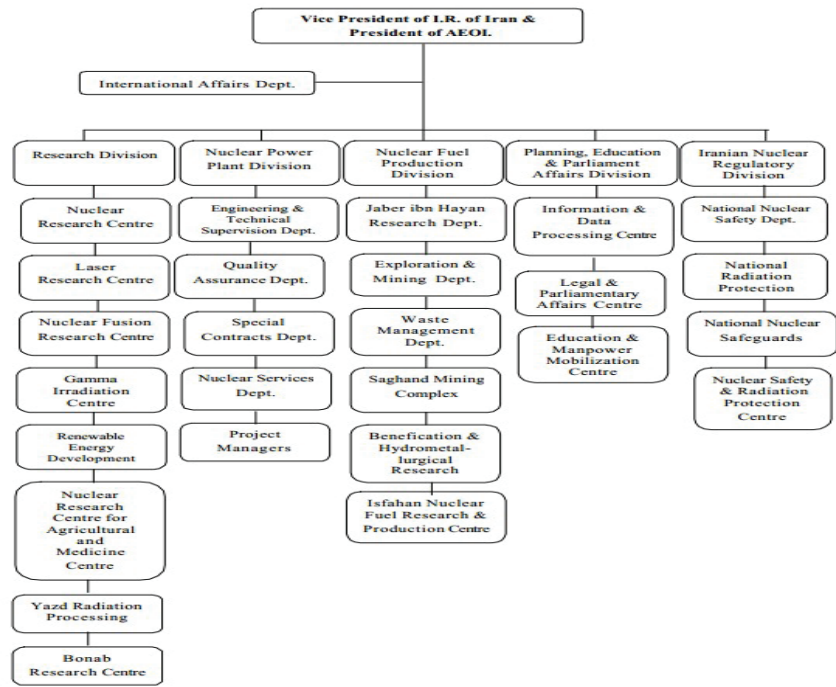 Vice President of I.R. of Iran &
President of AEOI.
International Affairs Dept.
Research Division
Nuclear Power
Plant Division
Nuclear Fuel
Production
Division
Planning, Education
& Parliament
Affairs Division
Iranian Nuclear
Regulatory
Division
Nuclear
Research Centre
Laser
Research Centre
Nuclear Fusion
Research Centre
Gamma
Irradiation
Centre
Renewable
Energy
Development
Nuclear
Research
Centre for
Agricultural
and
Medicine
Centre
Yazd Radiation
Processing
Bonab
Research Centre
Engineering &
Technical
Supervision Dept.
Quality
Assurance Dept.
Special
Contracts Dept.
Nuclear Services
Dept.
Project
Managers
Jaber ibn Hayan
Research Dept.
Exploration &
Mining Dept.
Waste
Management
Dept.
Saghand Mining
Complex
Benefication &
Hydrometal-
lurgical
Research
Isfahan Nuclear
Fuel Research &
Production Centre
Information &
Data
Processing Centre
Legal &
Parliamentary
Affairs Centre
Education &
Manpower
Mobilization
Centre
National Nuclear
Safety Dept.
National
Radiation
Protection
National Nuclear
Safeguards
Nuclear Safety
& Radiation
Protection
Centre